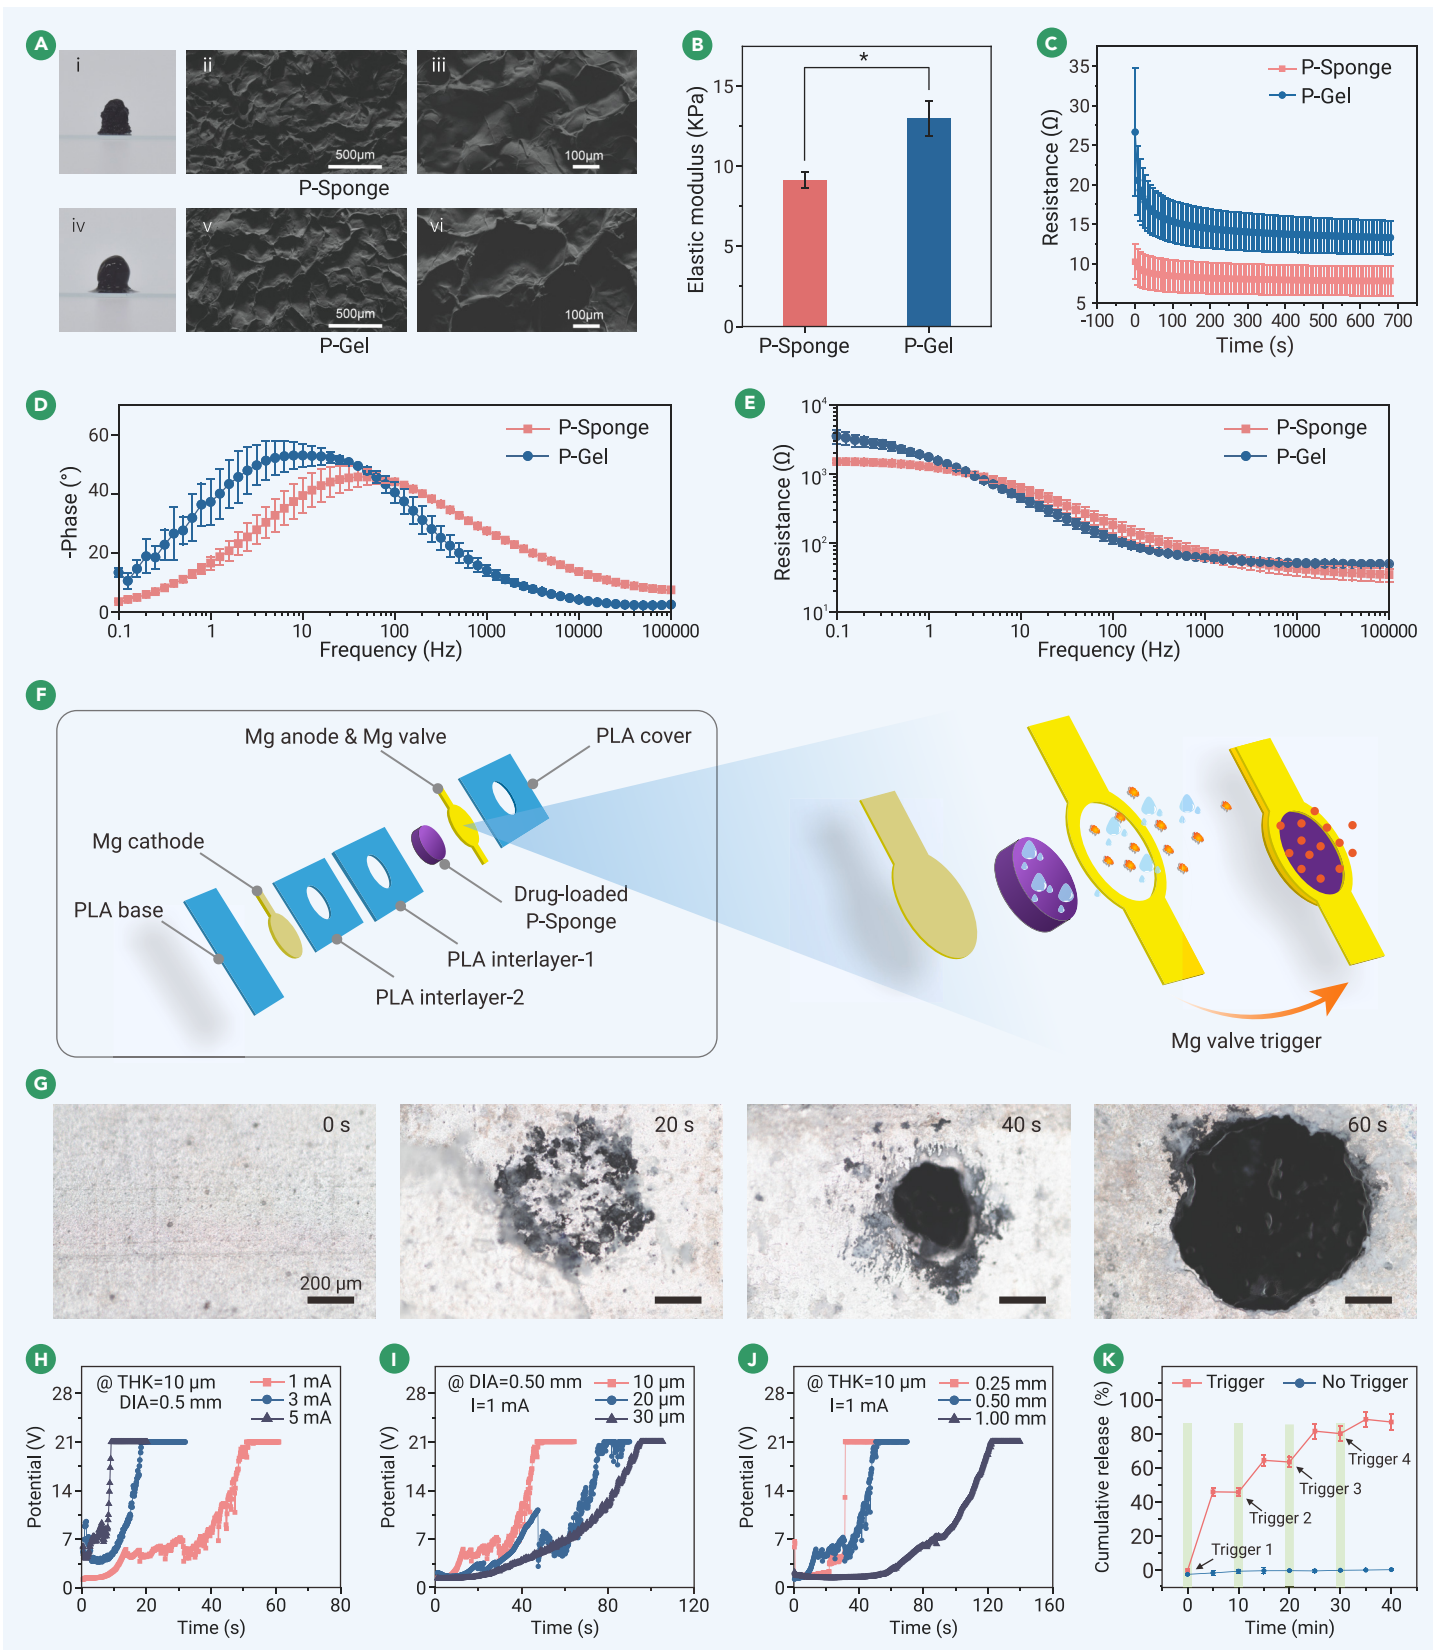 A
i
ii
500µm
iii
100µm
P-Sponge
iv
v
500µm
vi
100µm
P-Gel
B
Elastic modulus (KPa)
15
10
5
0
*
P-Sponge
P-Gel
C
Resistance (Ω)
35
30
25
20
15
10
5
P-Sponge
P-Gel
-100 0 100 200 300 400 500 600 700
Time (s)
D
-Phase (°)
60
40
20
0
P-Sponge
P-Gel
0.1 1 10 100 1000 10000 100000
Frequency (Hz)
E
Resistance (Ω)
10⁴
10³
10²
10¹
P-Sponge
P-Gel
0.1 1 10 100 1000 10000 100000
Frequency (Hz)
F
Mg anode & Mg valve
PLA cover
Mg cathode
PLA base
Drug-loaded
P-Sponge
PLA interlayer-1
PLA interlayer-2
Mg valve trigger
G
0 s
200 µm
20 s
40 s
60 s
H
Potential (V)
28
21
14
7
0
@ THK=10 µm
DIA=0.5 mm
1 mA
3 mA
5 mA
0 20 40 60 80
Time (s)
I
Potential (V)
28
21
14
7
0
@ DIA=0.50 mm
I=1 mA
10 µm
20 µm
30 µm
0 40 80 120
Time (s)
J
Potential (V)
28
21
14
7
0
@ THK=10 µm
I=1 mA
0.25 mm
0.50 mm
1.00 mm
0 40 80 120 160
Time (s)
K
Cumulative release (%)
100
80
60
40
20
0
Trigger
No Trigger
Trigger 4
Trigger 3
Trigger 2
Trigger 1
0 10 20 30 40
Time (min)